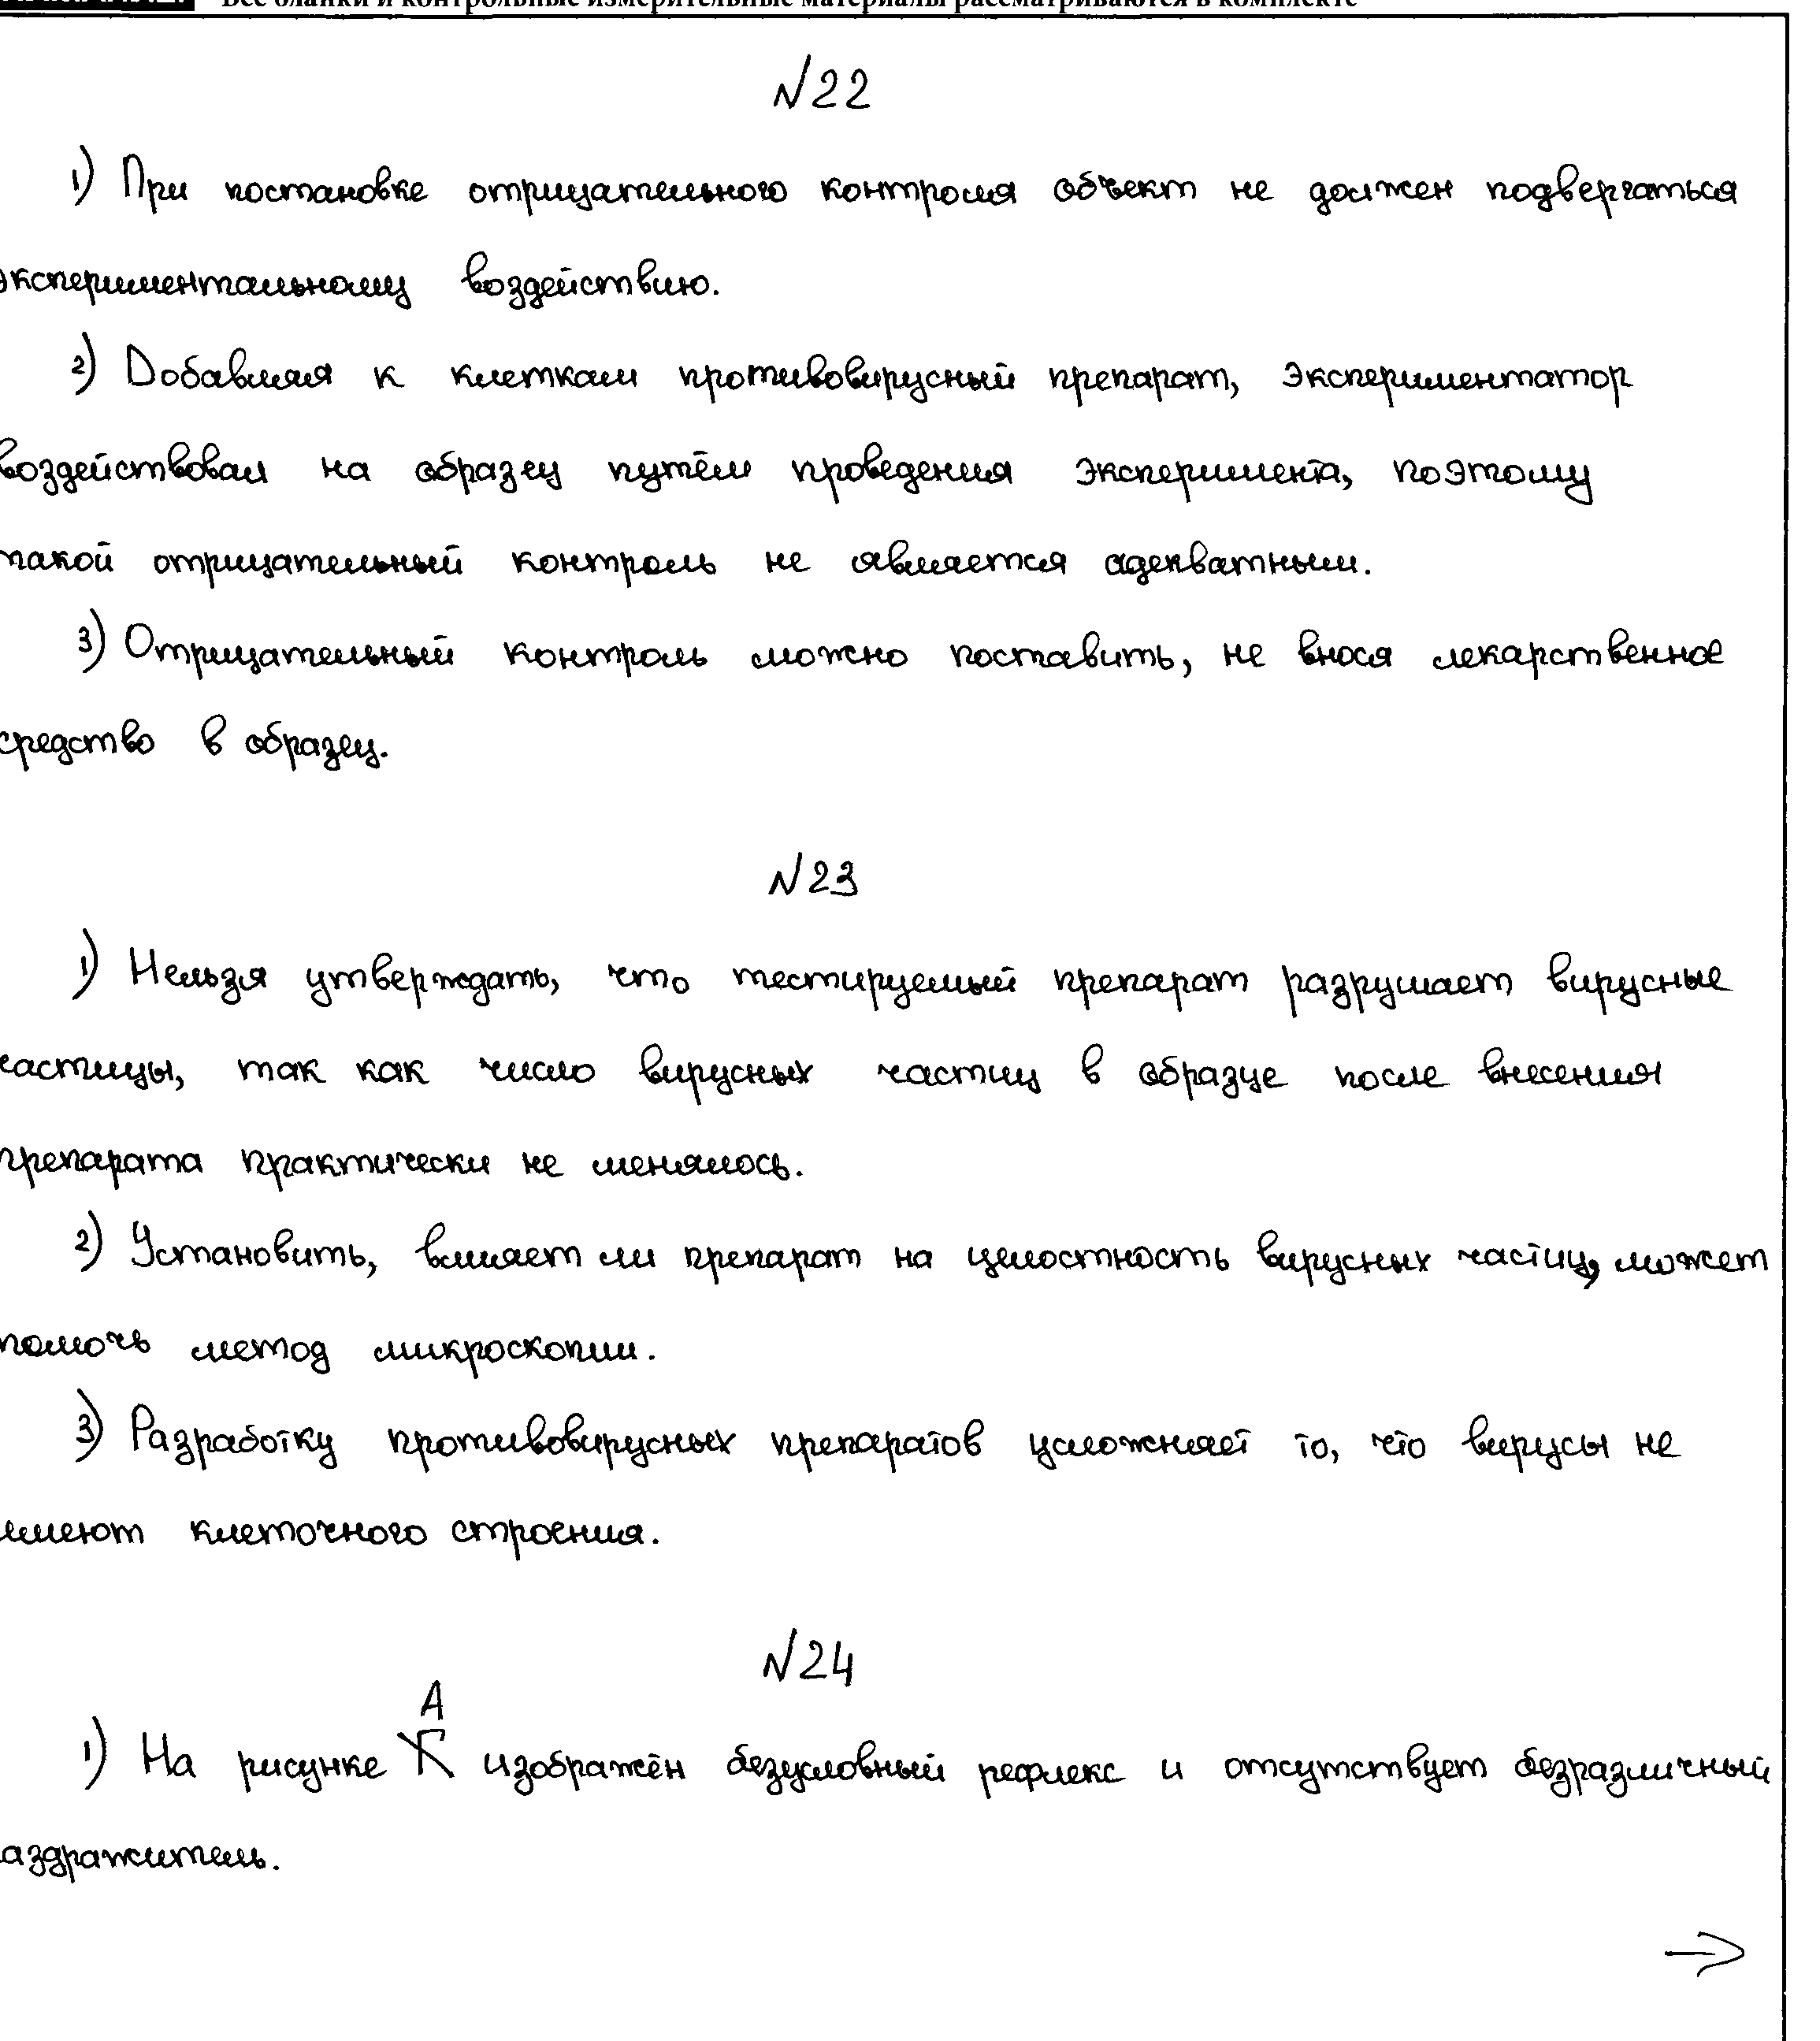 Все бланки и контрольные измерительные материалы рассматриваются в комплекте
№22
1) При постановке отрицательного контроля объект не должен подвергаться
экспериментальному воздействию.
2) Добавляя к клеткам противовирусный препарат, экспериментатор
воздействовал на образец путём проведения эксперимента, поэтому
такой отрицательный контроль не является адекватным.
3) Отрицательный контроль можно поставить, не внося лекарственное
средство в образец.
№23
1) Нельзя утверждать, что тестируемый препарат разрушает вирусные
частицы, так как число вирусных частиц в образце после внесения
препарата практически не менялось.
2) Установить, влияет ли препарат на целостность вирусных частиц, может
помочь метод микроскопии.
3) Разработку противовирусных препаратов усложняет то, что вирусы не
имеют клеточного строения.
№24
А
1) На рисунке изображён безусловный рефлекс и отсутствует безразличный
аздражитель.